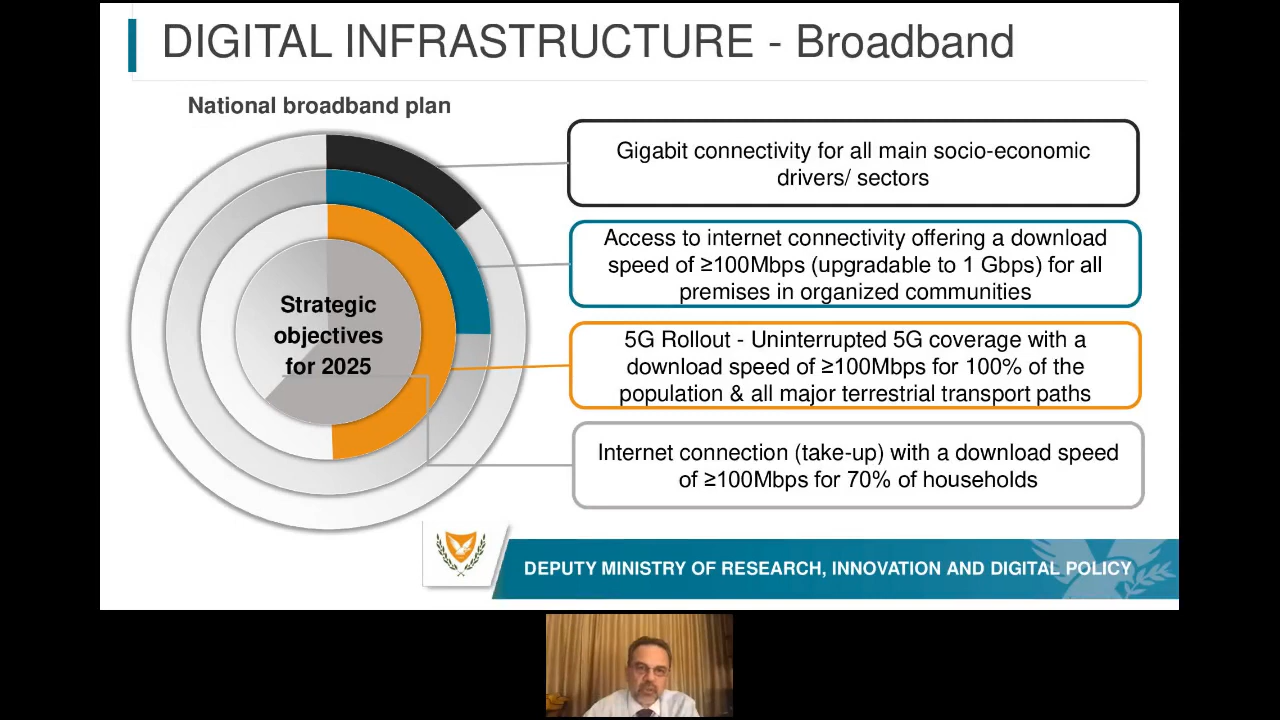 DIGITAL INFRASTRUCTURE - Broadband
National broadband plan
Strategic
objectives
for 2025
Gigabit connectivity for all main socio-economic
drivers/ sectors
Access to internet connectivity offering a download
speed of ≥100Mbps (upgradable to 1 Gbps) for all
premises in organized communities
5G Rollout - Uninterrupted 5G coverage with a
download speed of ≥100Mbps for 100% of the
population & all major terrestrial transport paths
Internet connection (take-up) with a download speed
of ≥100Mbps for 70% of households
DEPUTY MINISTRY OF RESEARCH, INNOVATION AND DIGITAL POLICY